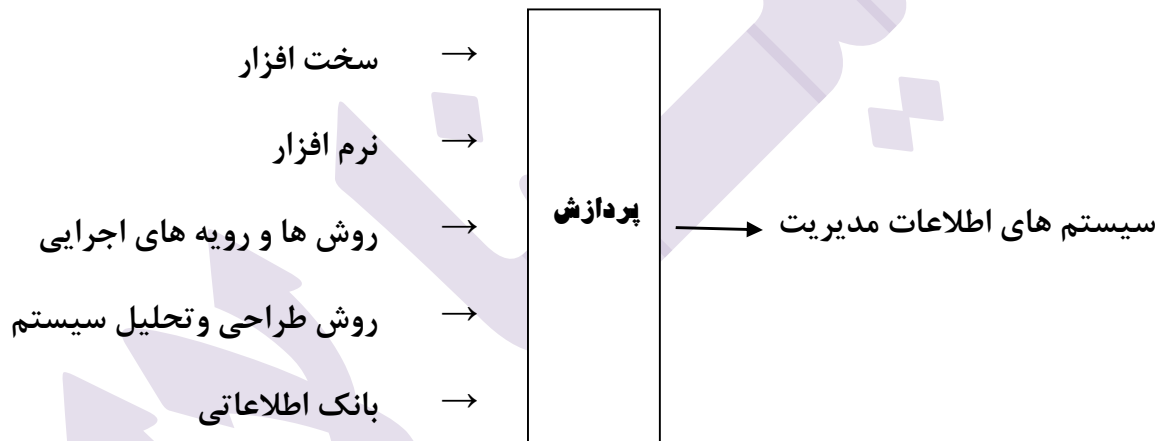 سخت افزار →
نرم افزار →
روش ها و رویه های اجرایی →
روش طراحی وتحلیل سیستم →
بانک اطلاعاتی →
پردازش
سیستم های اطلاعات مدیریت